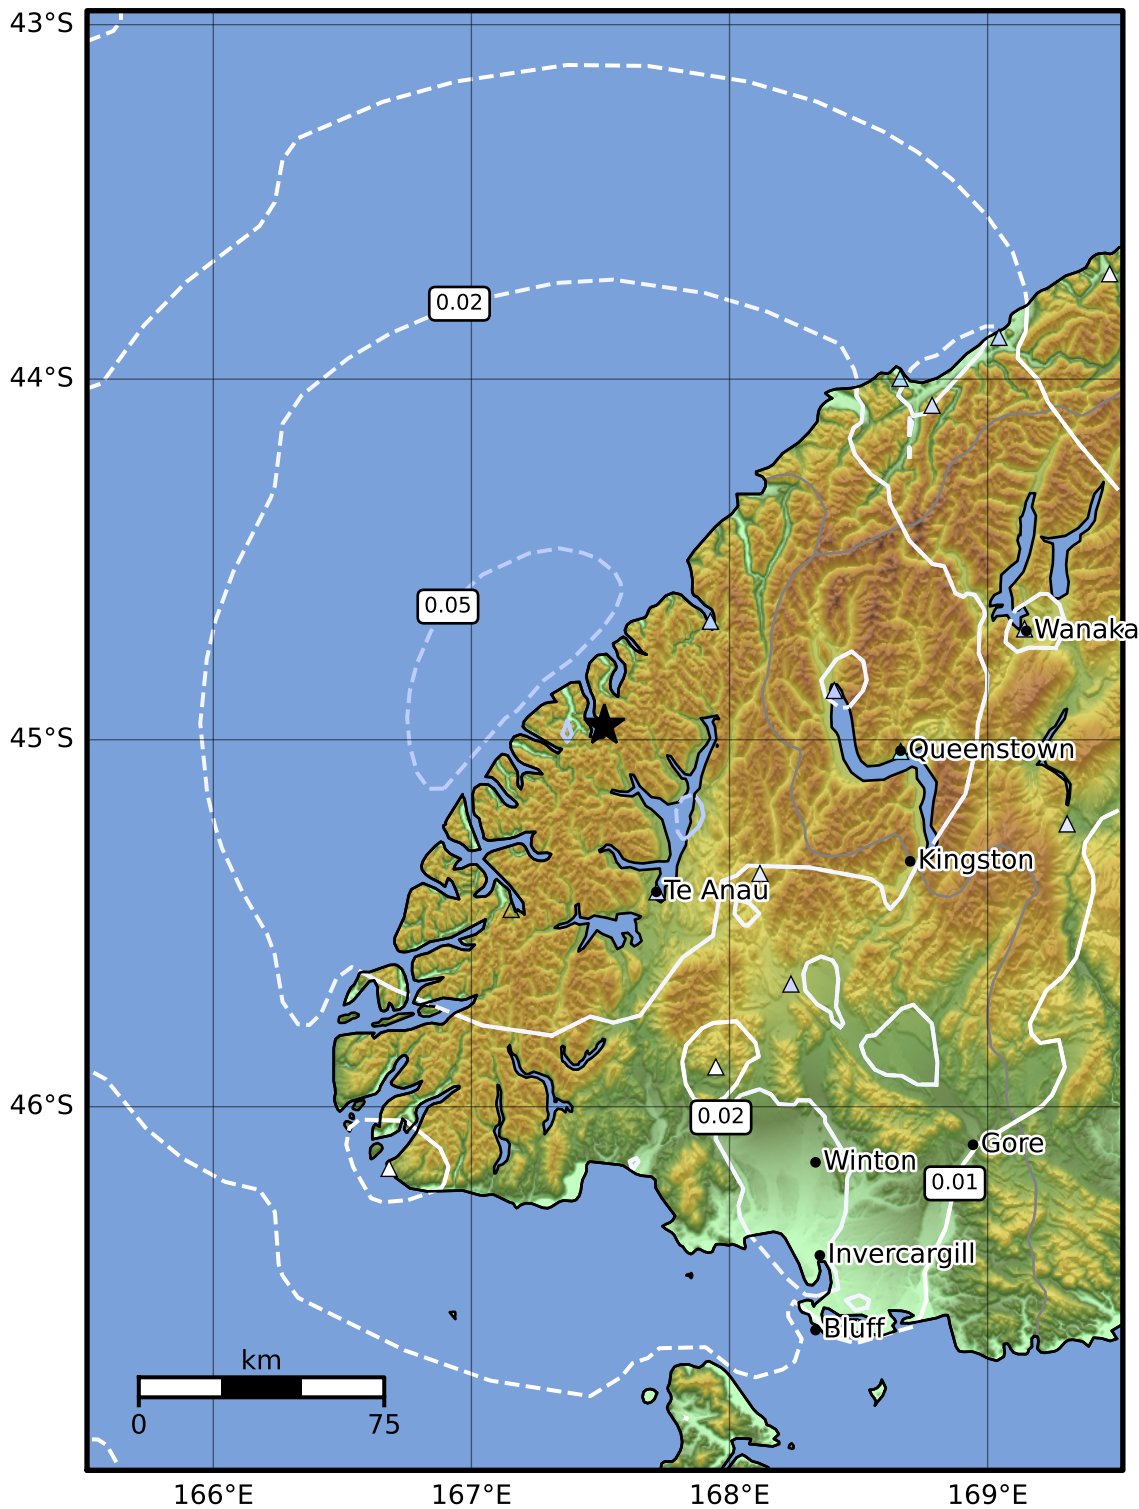 43°S
0.02
44°S
0.05
Wanaka
45°S
Queenstown
Kingston
Te Anau
46°S
0.02
Gore
Winton
0.01
Invercargill
Bluff
km
0
75
166°E
167°E
168°E
169°E